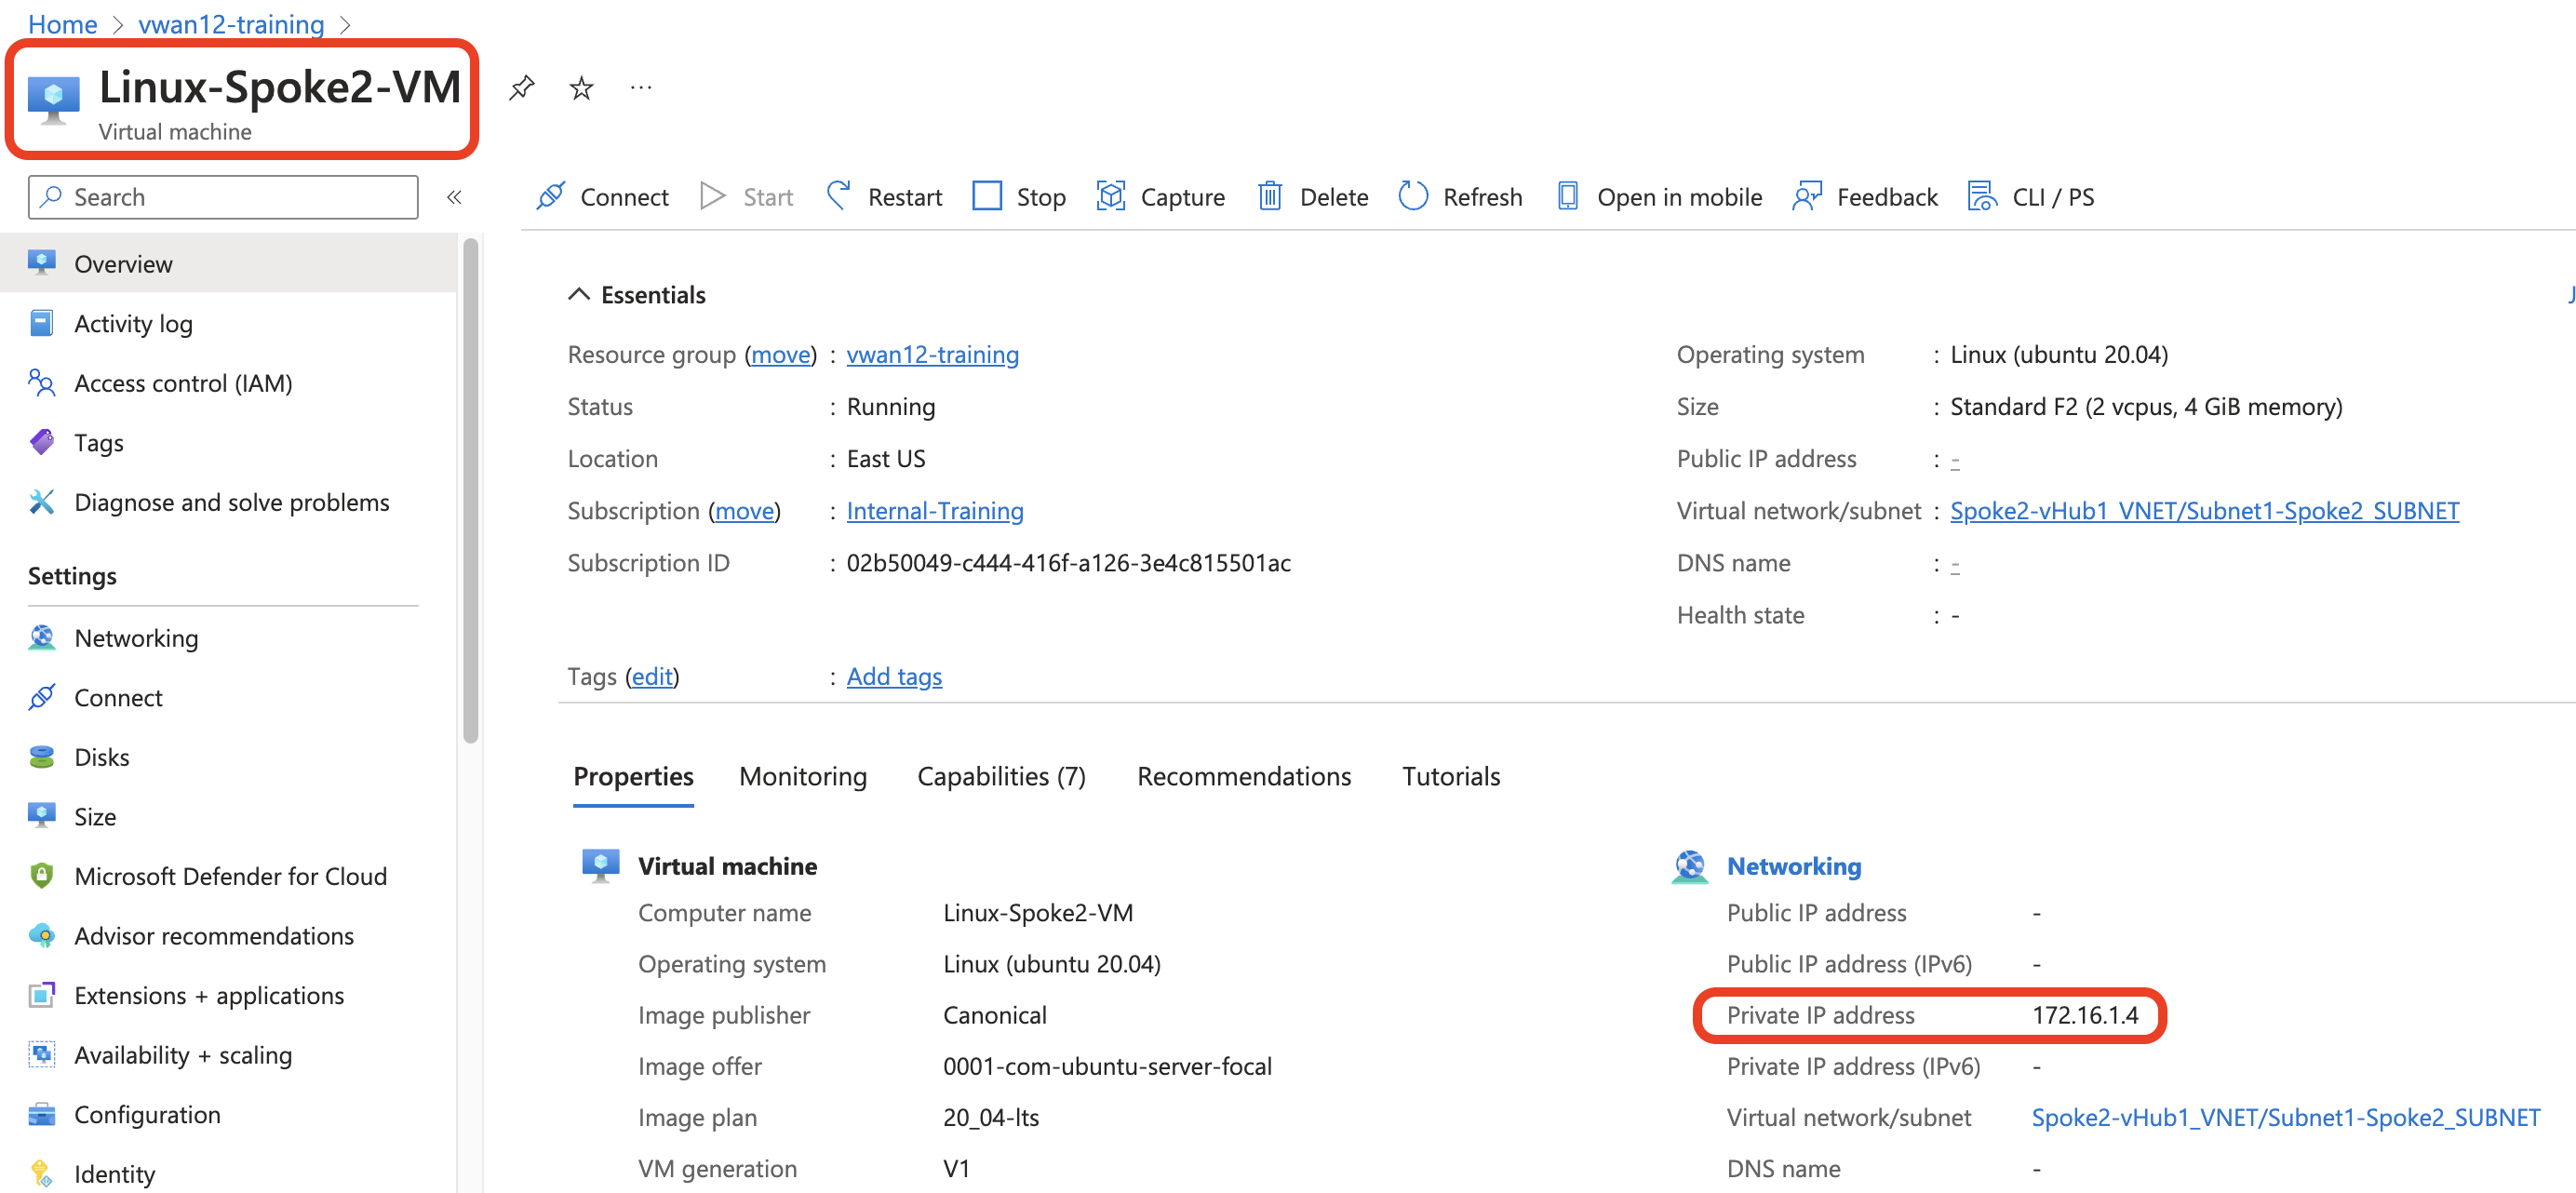 Home > vwan12-training >
Linux-Spoke2-VM
Virtual machine
...
Search
«
Connect
Start
Restart
Stop
Capture
Delete
Refresh
Open in mobile
Feedback
CLI / PS
Overview
Activity log
Access control (IAM)
Tags
Diagnose and solve problems
Settings
Networking
Connect
Disks
Size
Microsoft Defender for Cloud
Advisor recommendations
Extensions + applications
Availability + scaling
Configuration
Identity
Essentials
Resource group (move) : vwan12-training
Status : Running
Location : East US
Subscription (move) : Internal-Training
Subscription ID : 02b50049-c444-416f-a126-3e4c815501ac
Tags (edit) : Add tags
Operating system : Linux (ubuntu 20.04)
Size : Standard F2 (2 vcpus, 4 GiB memory)
Public IP address : -
Virtual network/subnet : Spoke2-vHub1_VNET/Subnet1-Spoke2_SUBNET
DNS name : -
Health state : -
Properties
Monitoring
Capabilities (7)
Recommendations
Tutorials
Virtual machine
Computer name Linux-Spoke2-VM
Operating system Linux (ubuntu 20.04)
Image publisher Canonical
Image offer 0001-com-ubuntu-server-focal
Image plan 20_04-lts
VM generation V1
Networking
Public IP address -
Public IP address (IPv6) -
Private IP address 172.16.1.4
Private IP address (IPv6) -
Virtual network/subnet Spoke2-vHub1_VNET/Subnet1-Spoke2_SUBNET
DNS name -